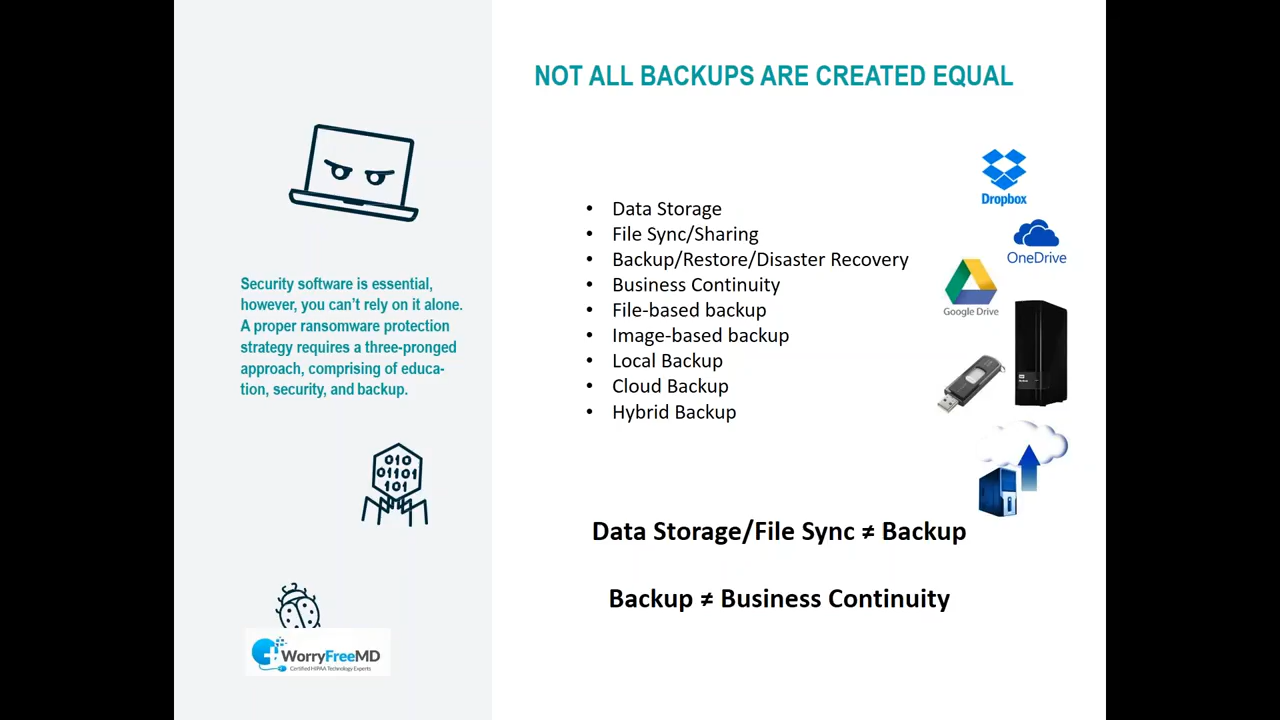 NOT ALL BACKUPS ARE CREATED EQUAL
Security software is essential,
however, you can't rely on it alone.
A proper ransomware protection
strategy requires a three-pronged
approach, comprising of educa-
tion, security, and backup.
010
01101
101
WorryFreeMD
Certified HIPAA Technology Experts
• Data Storage
• File Sync/Sharing
• Backup/Restore/Disaster Recovery
• Business Continuity
• File-based backup
• Image-based backup
• Local Backup
• Cloud Backup
• Hybrid Backup
Dropbox
OneDrive
Google Drive
Data Storage/File Sync ≠ Backup
Backup ≠ Business Continuity